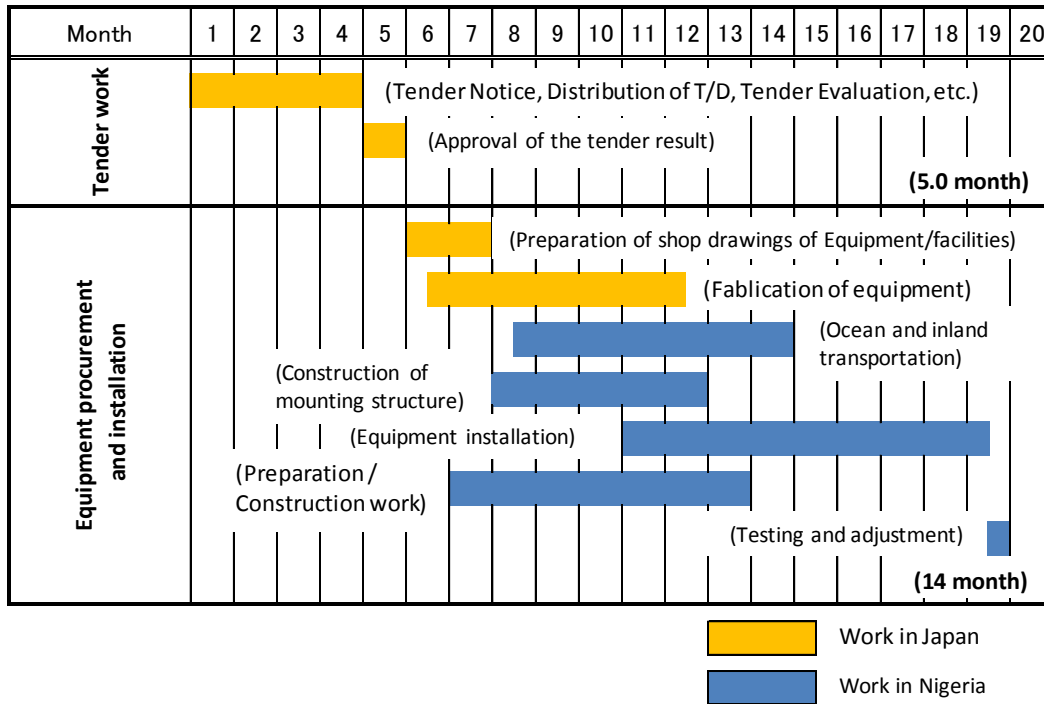 Month 1 2 3 4 5 6 7 8 9 10 11 12 13 14 15 16 17 18 19 20
Tender work
(Tender Notice, Distribution of T/D, Tender Evaluation, etc.)
(Approval of the tender result)
(5.0 month)
Equipment procurement
and installation
(Preparation of shop drawings of Equipment/facilities)
(Fablication of equipment)
(Ocean and inland
transportation)
(Construction of
mounting structure)
(Equipment installation)
(Preparation /
Construction work)
(Testing and adjustment)
(14 month)
Work in Japan
Work in Nigeria